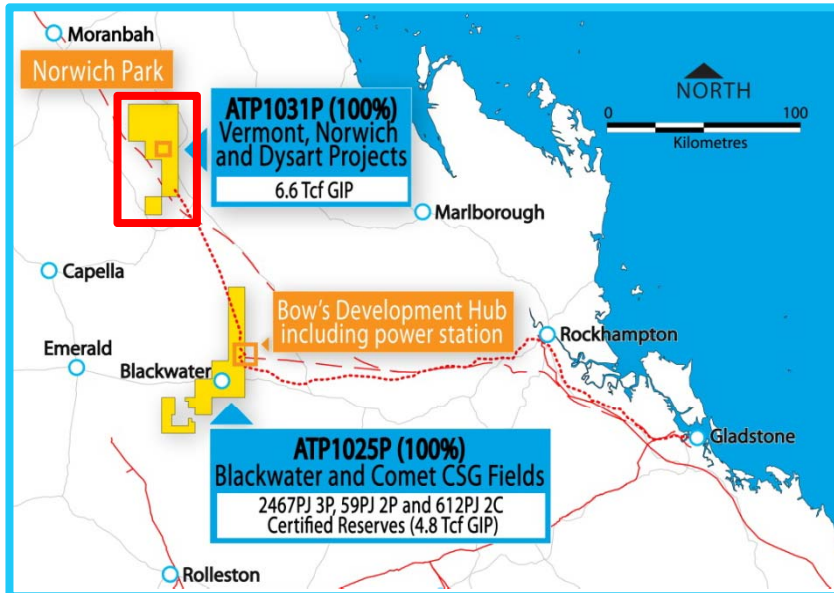 Moranbah
Norwich Park
ATP1031P (100%)
Vermont, Norwich
and Dysart Projects
6.6 Tcf GIP
NORTH
0 100
Kilometres
Marlborough
Capella
Bow's Development Hub
including power station
Rockhampton
Emerald
Blackwater
Gladstone
ATP1025P (100%)
Blackwater and Comet CSG Fields
2467PJ 3P, 59PJ 2P and 612PJ 2C
Certified Reserves (4.8 Tcf GIP)
Rolleston